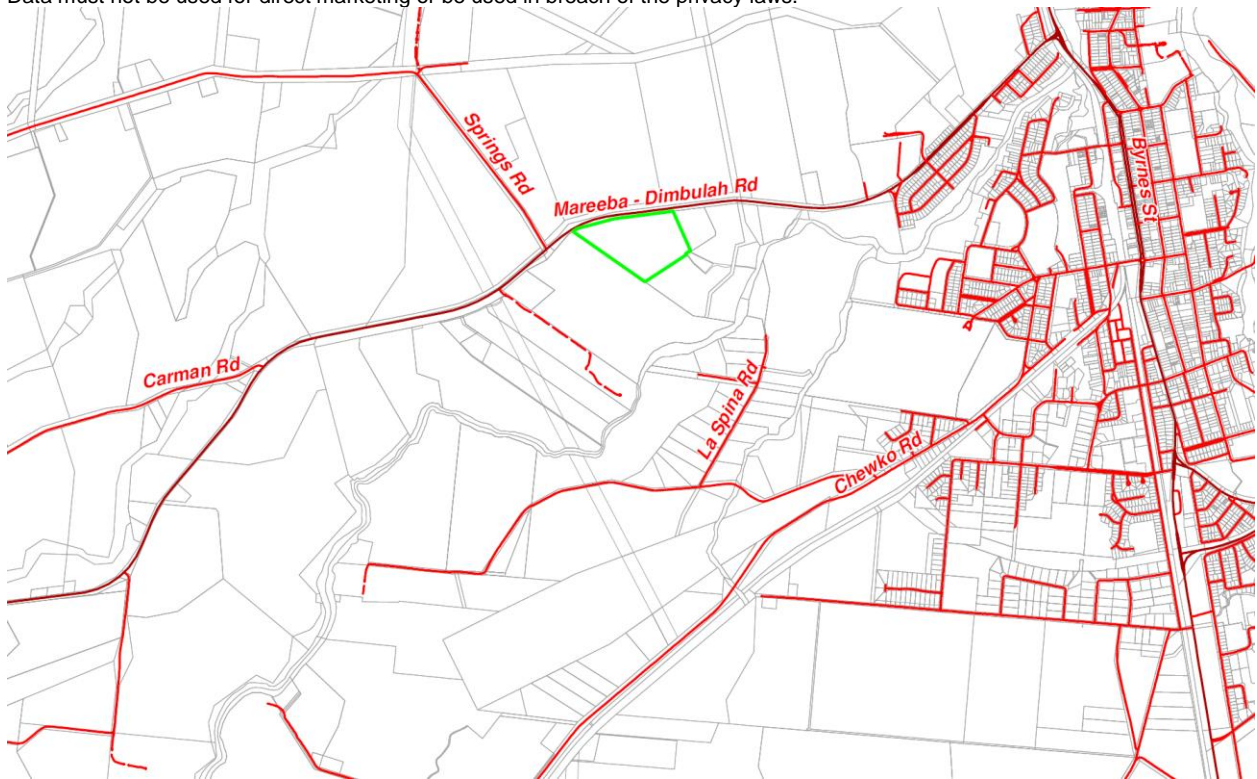 Data must not be used for direct marketing or be used in breach of the privacy laws.
Springs Rd
Byrnes St
Mareeba - Dimbulah Rd
Carman Rd
La Spina Rd
Chewko Rd